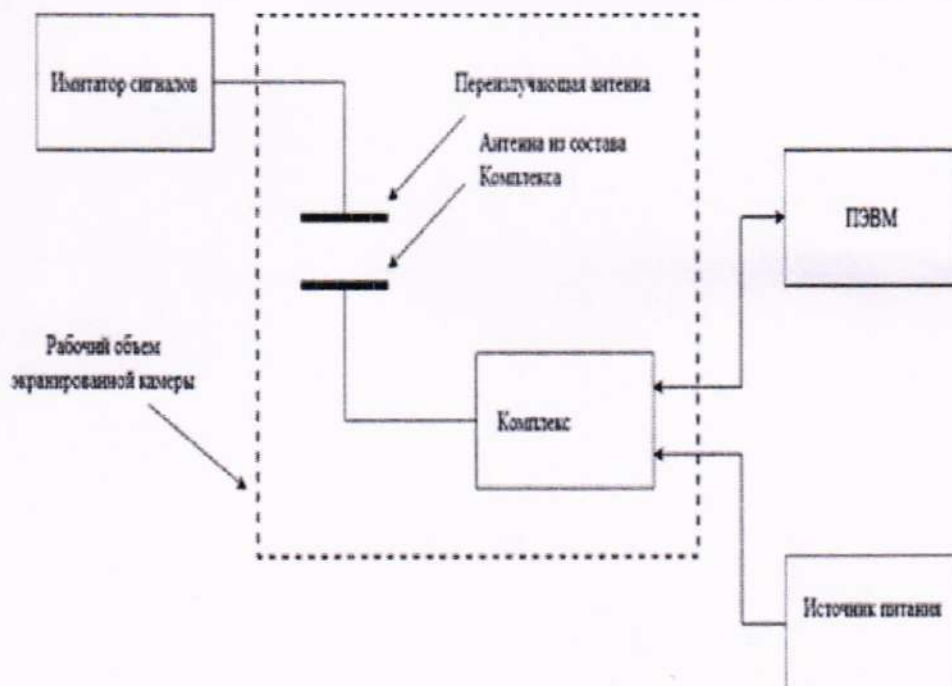 Имитатор сигналов
Переизлучающая антенна
Антенна из состава
Комплекса
ПЭВМ
Рабочий объем
экранированной камеры
Комплекс
Источник питания